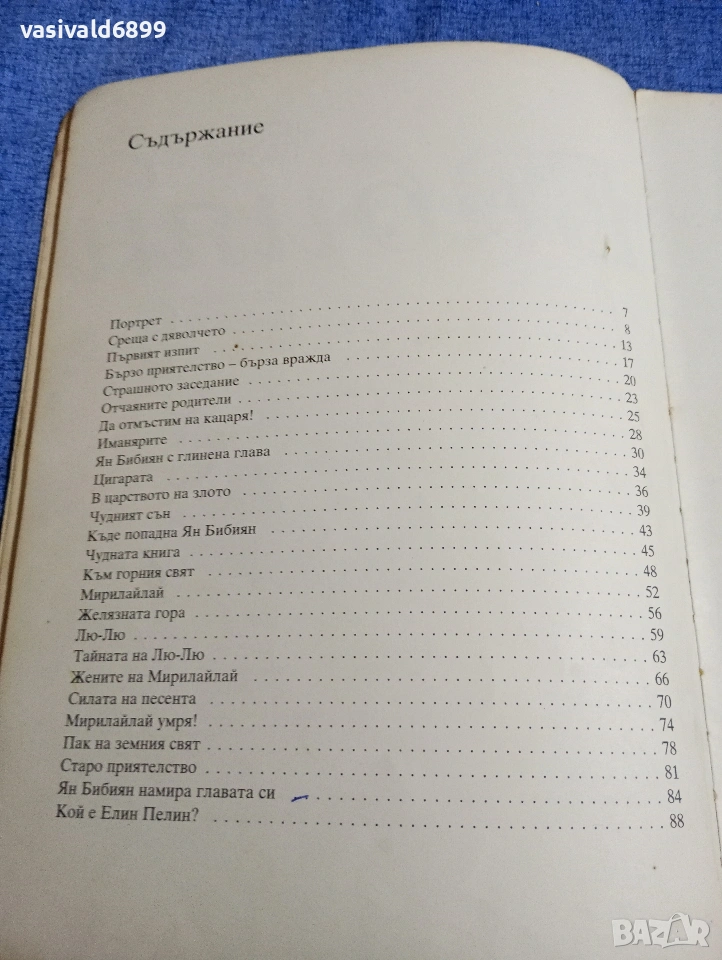 vasivald6899
Съдържание
Портрет 7
Среща с дяволчето 8
Първият изпит 13
Бързо приятелство – бърза вражда 17
Страшното заседание 20
Отчаяните родители 23
Да отмъстим на кацаря! 25
Иманярите 28
Ян Бибиян с глинена глава 30
Цигарата 34
В царството на злото 36
Чудният сън 39
Къде попадна Ян Бибиян 43
Чудната книга 45
Към горния свят 48
Мирилайлай 52
Желязната гора 56
Лю-Лю 59
Тайната на Лю-Лю 63
Жените на Мирилайлай 66
Силата на песента 70
Мирилайлай умря! 74
Пак на земния свят 78
Старо приятелство 81
Ян Бибиян намира главата си 84
Кой е Елин Пелин? 88
BAZAR